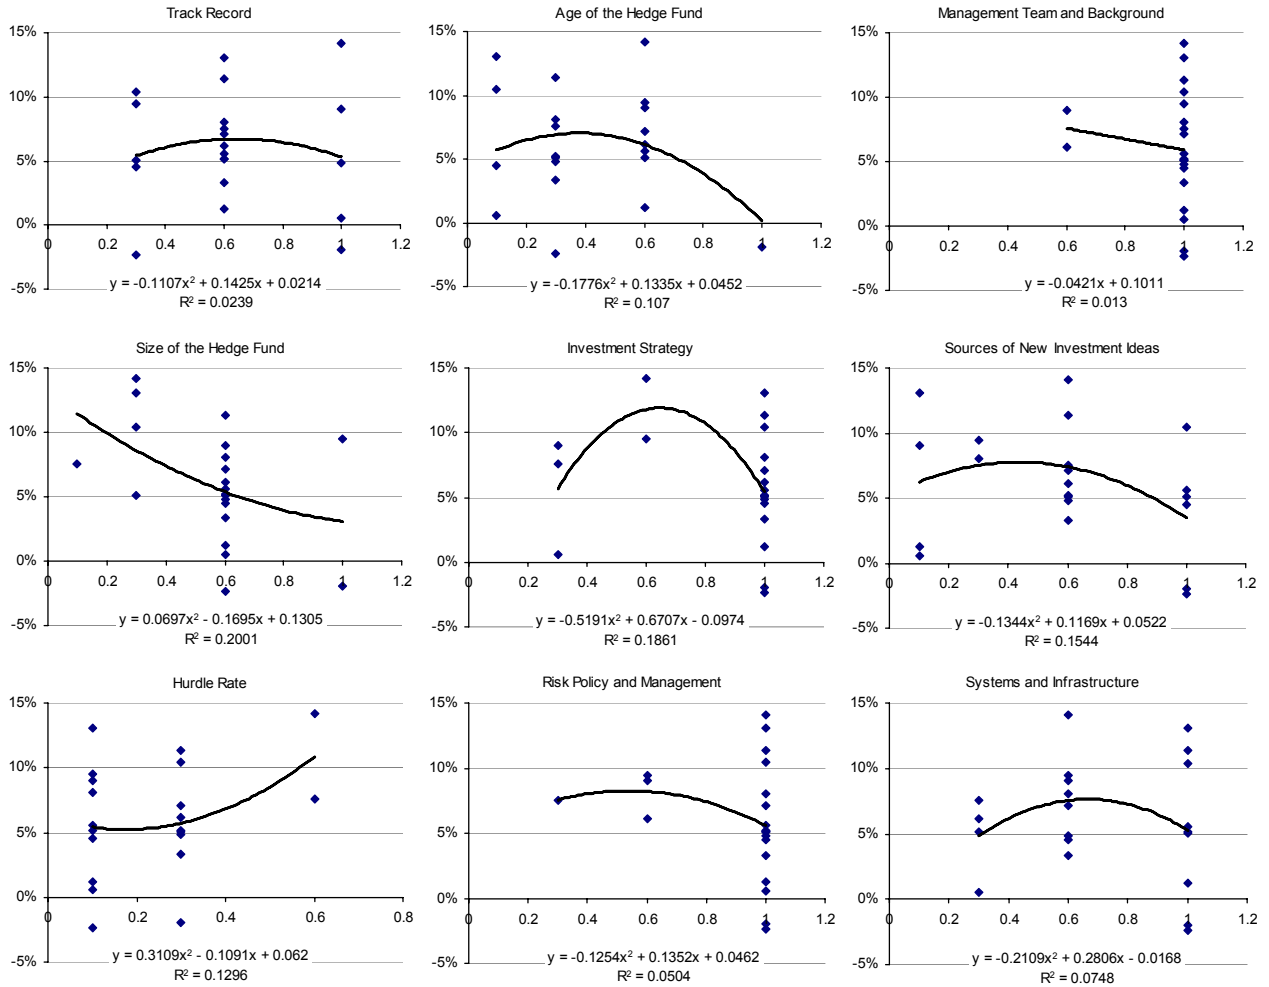 Track Record
15%
10%
5%
0%
-5%
0 0.2 0.4 0.6 0.8 1 1.2
y = -0.1107x² + 0.1425x + 0.0214
R² = 0.0239
Age of the Hedge Fund
15%
10%
5%
0%
-5%
0 0.2 0.4 0.6 0.8 1 1.2
y = -0.1776x² + 0.1335x + 0.0452
R² = 0.107
Management Team and Background
15%
10%
5%
0%
-5%
0 0.2 0.4 0.6 0.8 1 1.2
y = -0.0421x + 0.1011
R² = 0.013
Size of the Hedge Fund
15%
10%
5%
0%
-5%
0 0.2 0.4 0.6 0.8 1 1.2
y = 0.0697x² - 0.1695x + 0.1305
R² = 0.2001
Investment Strategy
15%
10%
5%
0%
-5%
0 0.2 0.4 0.6 0.8 1 1.2
y = -0.5191x² + 0.6707x - 0.0974
R² = 0.1861
Sources of New Investment Ideas
15%
10%
5%
0%
-5%
0 0.2 0.4 0.6 0.8 1 1.2
y = -0.1344x² + 0.1169x + 0.0522
R² = 0.1544
Hurdle Rate
15%
10%
5%
0%
-5%
0 0.2 0.4 0.6 0.8
y = 0.3109x² - 0.1091x + 0.062
R² = 0.1296
Risk Policy and Management
15%
10%
5%
0%
-5%
0 0.2 0.4 0.6 0.8 1 1.2
y = -0.1254x² + 0.1352x + 0.0462
R² = 0.0504
Systems and Infrastructure
15%
10%
5%
0%
-5%
0 0.2 0.4 0.6 0.8 1 1.2
y = -0.2109x² + 0.2806x - 0.0168
R² = 0.0748